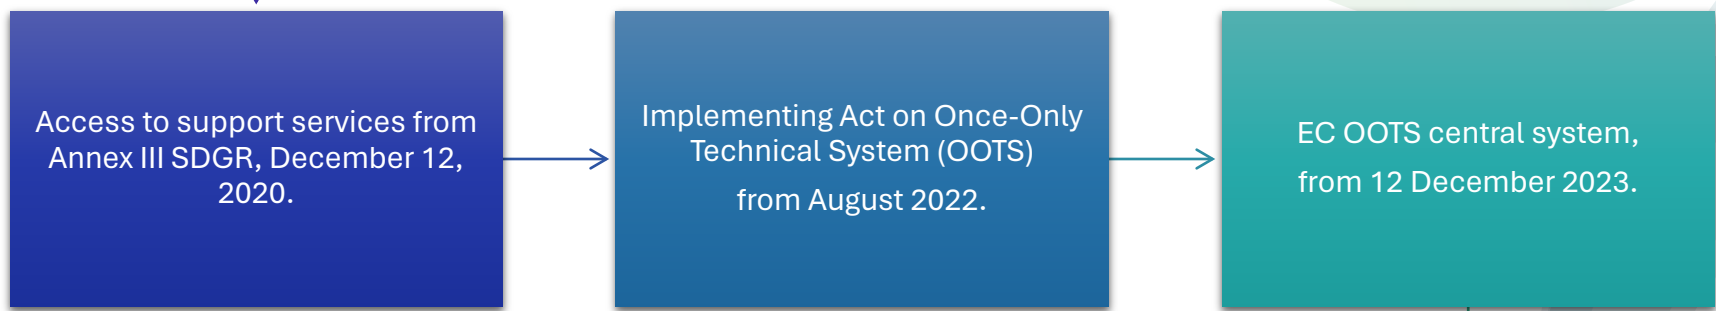 Access to support services from
Annex III SDGR, December 12,
2020.
Implementing Act on Once-Only
Technical System (OOTS)
from August 2022.
EC OOTS central system,
from 12 December 2023.